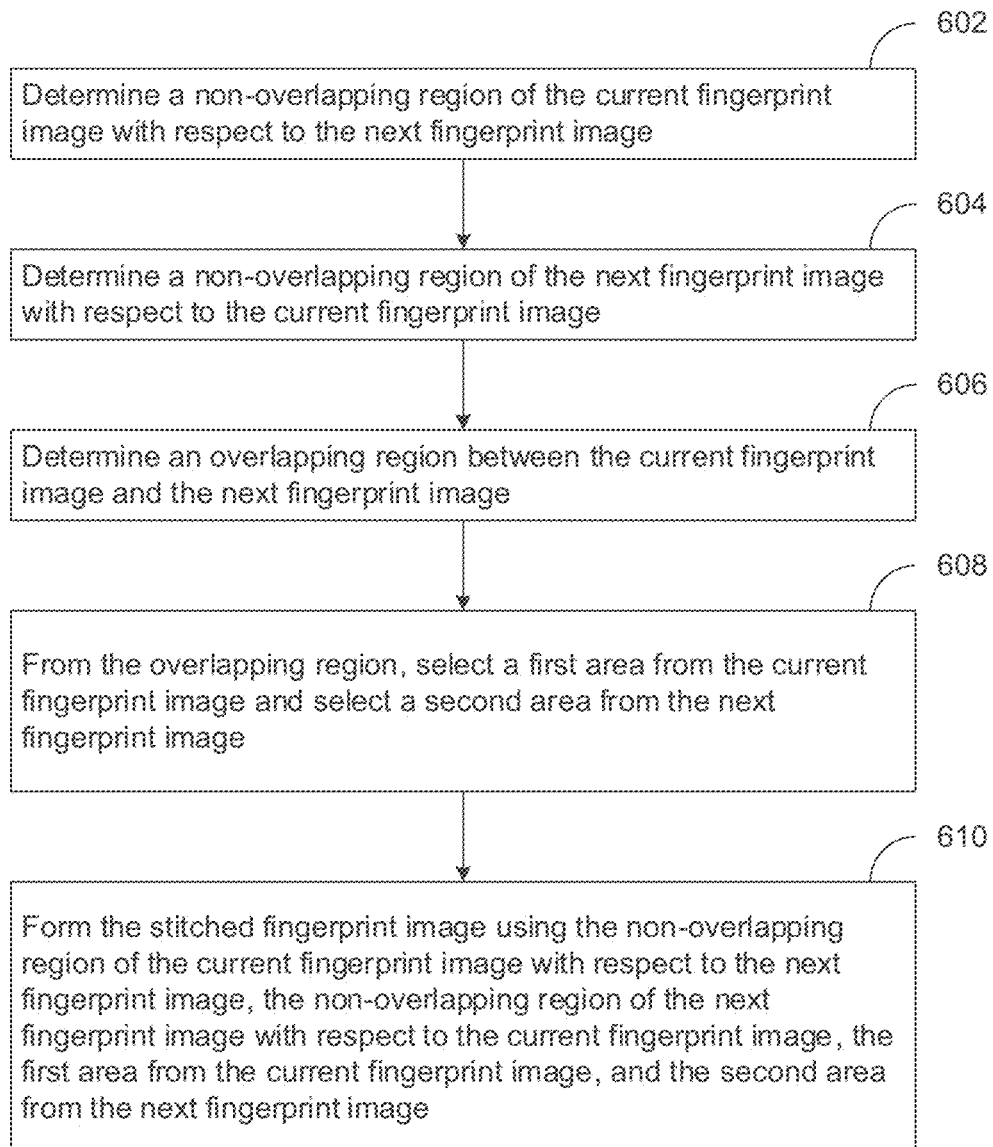 602
Determine a non-overlapping region of the current fingerprint
image with respect to the next fingerprint image
604
Determine a non-overlapping region of the next fingerprint image
with respect to the current fingerprint image
606
Determine an overlapping region between the current fingerprint
image and the next fingerprint image
608
From the overlapping region, select a first area from the current
fingerprint image and select a second area from the next
fingerprint image
610
Form the stitched fingerprint image using the non-overlapping
region of the current fingerprint image with respect to the next
fingerprint image, the non-overlapping region of the next
fingerprint image with respect to the current fingerprint image, the
first area from the current fingerprint image, and the second area
from the next fingerprint image